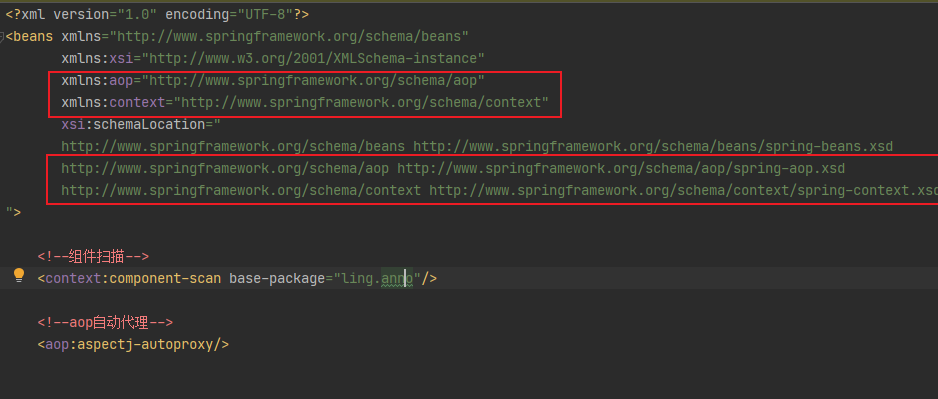 <?xml version="1.0" encoding="UTF-8"?>
<beans xmlns="http://www.springframework.org/schema/beans"
xmlns:xsi="http://www.w3.org/2001/XMLSchema-instance"
xmlns:aop="http://www.springframework.org/schema/aop"
xmlns:context="http://www.springframework.org/schema/context"
xsi:schemaLocation="
http://www.springframework.org/schema/beans http://www.springframework.org/schema/beans/spring-beans.xsd
http://www.springframework.org/schema/aop http://www.springframework.org/schema/aop/spring-aop.xsd
http://www.springframework.org/schema/context http://www.springframework.org/schema/context/spring-context.xsd
">
<!--组件扫描-->
<context:component-scan base-package="ling.anno"/>
<!--aop自动代理-->
<aop:aspectj-autoproxy/>